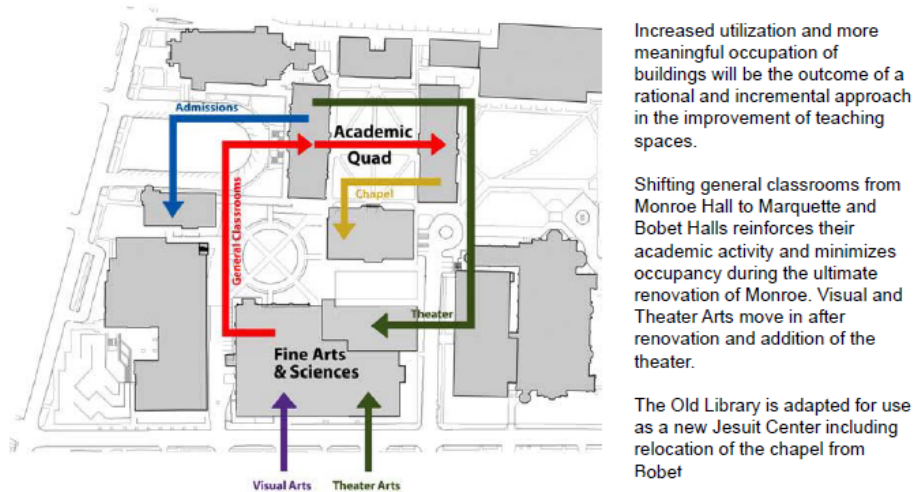 Admissions
Academic
Quad
Chapel
General Classrooms
Theater
Fine Arts
& Sciences
Visual Arts
Theater Arts
Increased utilization and more
meaningful occupation of
buildings will be the outcome of a
rational and incremental approach
in the improvement of teaching
spaces.
Shifting general classrooms from
Monroe Hall to Marquette and
Bobet Halls reinforces their
academic activity and minimizes
occupancy during the ultimate
renovation of Monroe. Visual and
Theater Arts move in after
renovation and addition of the
theater.
The Old Library is adapted for use
as a new Jesuit Center including
relocation of the chapel from
Bobet